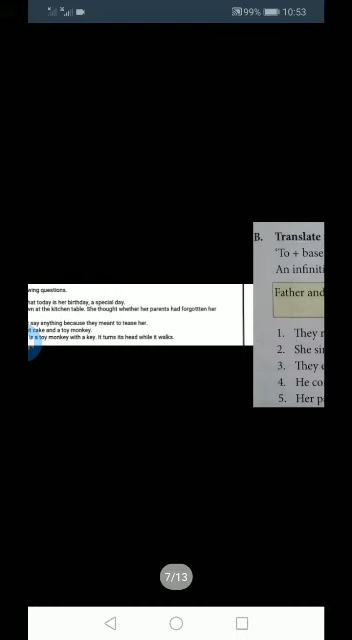 99% 10:53
wing questions.
hat today is her birthday, a special day.
wn at the kitchen table. She thought whether her parents had forgotten her
say anything because they meant to tease her.
cake and a toy monkey.
is a toy monkey with a key. It turns its head while it walks.
B. Translate
'To + base
An infiniti
Father and
1. They r
2. She si
3. They
4. He co
5. Her p
7/13